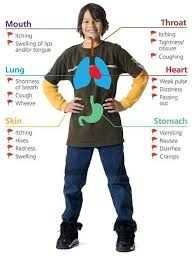 Mouth
Itching
Swelling of lips
and/or tongue
Throat
Itching
Tightness/
closure
Coughing
Lung
Shortness
of breath
Cough
Wheeze
Heart
Weak pulse
Dizziness
Passing out
Skin
Itching
Hives
Redness
Swelling
Stomach
Vomiting
Diarrhea
Cramps